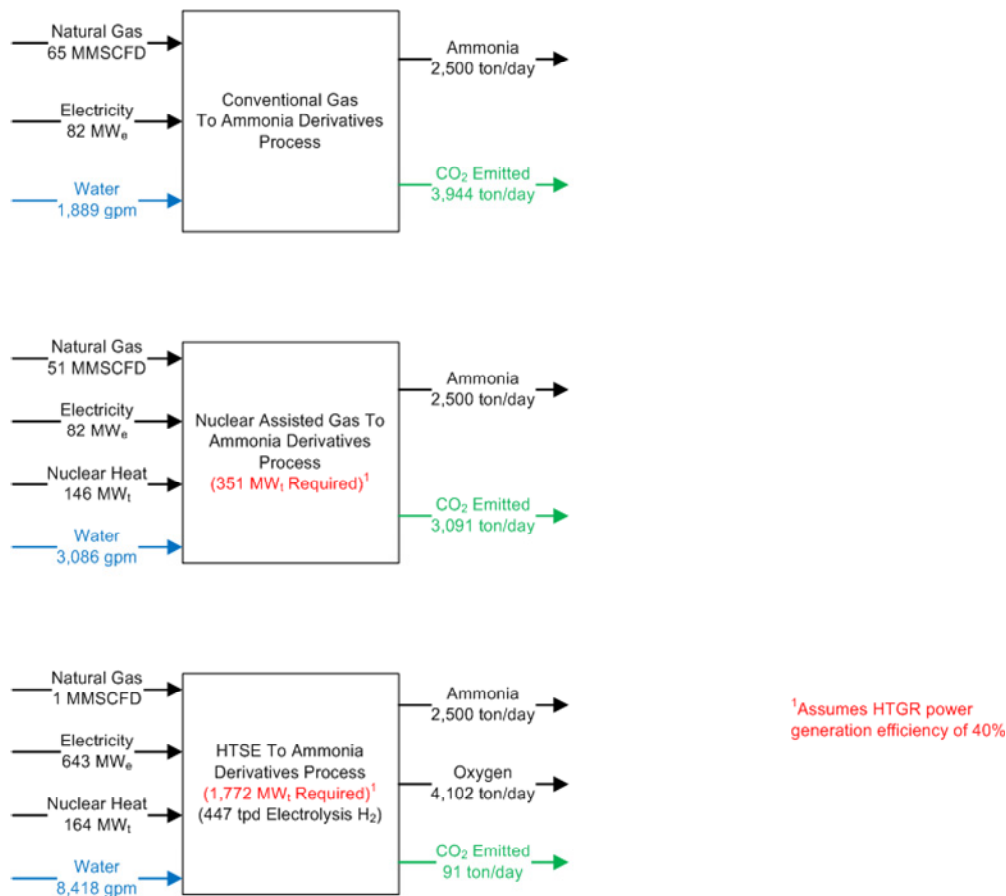 Natural Gas
65 MMSCFD
Electricity
82 MWₑ
Water
1,889 gpm
Conventional Gas
To Ammonia Derivatives
Process
Ammonia
2,500 ton/day
CO₂ Emitted
3,944 ton/day
Natural Gas
51 MMSCFD
Electricity
82 MWₑ
Nuclear Heat
146 MWₜ
Water
3,086 gpm
Nuclear Assisted Gas To
Ammonia Derivatives
Process
(351 MWₜ Required)¹
Ammonia
2,500 ton/day
CO₂ Emitted
3,091 ton/day
Natural Gas
1 MMSCFD
Electricity
643 MWₑ
Nuclear Heat
164 MWₜ
Water
8,418 gpm
HTSE To Ammonia
Derivatives Process
(1,772 MWₜ Required)¹
(447 tpd Electrolysis H₂)
Ammonia
2,500 ton/day
Oxygen
4,102 ton/day
CO₂ Emitted
91 ton/day
¹Assumes HTGR power
generation efficiency of 40%